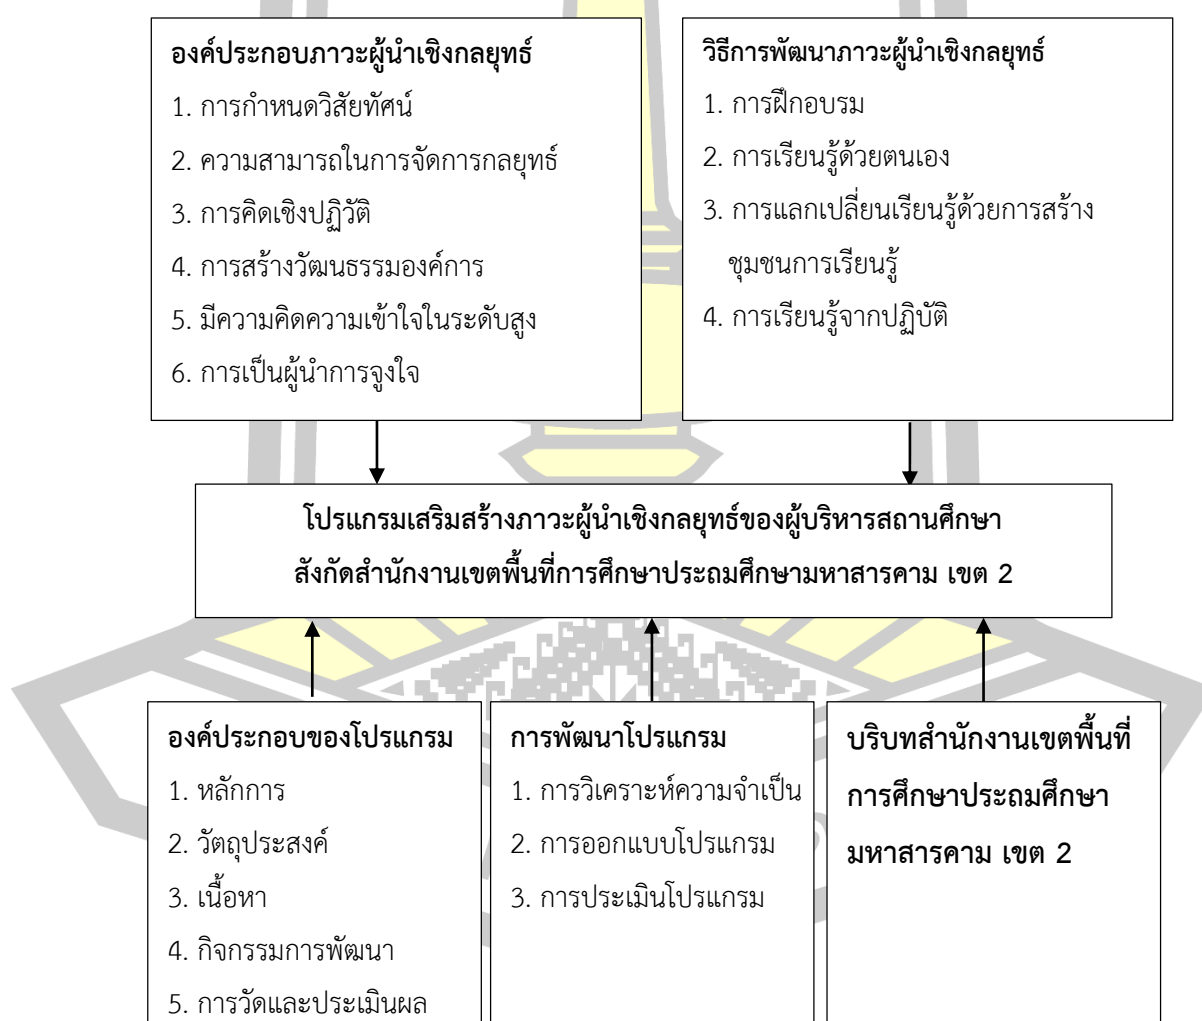 องค์ประกอบภาวะผู้นำเชิงกลยุทธ์
1. การกำหนดวิสัยทัศน์
2. ความสามารถในการจัดการกลยุทธ์
3. การคิดเชิงปฏิวัติ
4. การสร้างวัฒนธรรมองค์การ
5. มีความคิดความเข้าใจในระดับสูง
6. การเป็นผู้นำการจูงใจ
วิธีการพัฒนาภาวะผู้นำเชิงกลยุทธ์
1. การฝึกอบรม
2. การเรียนรู้ด้วยตนเอง
3. การแลกเปลี่ยนเรียนรู้ด้วยการสร้าง
ชุมชนการเรียนรู้
4. การเรียนรู้จากปฏิบัติ
โปรแกรมเสริมสร้างภาวะผู้นำเชิงกลยุทธ์ของผู้บริหารสถานศึกษา
สังกัดสำนักงานเขตพื้นที่การศึกษาประถมศึกษามหาสารคาม เขต 2
องค์ประกอบของโปรแกรม
1. หลักการ
2. วัตถุประสงค์
3. เนื้อหา
4. กิจกรรมการพัฒนา
5. การวัดและประเมินผล
การพัฒนาโปรแกรม
1. การวิเคราะห์ความจำเป็น
2. การออกแบบโปรแกรม
3. การประเมินโปรแกรม
บริบทสำนักงานเขตพื้นที่
การศึกษาประถมศึกษา
มหาสารคาม เขต 2